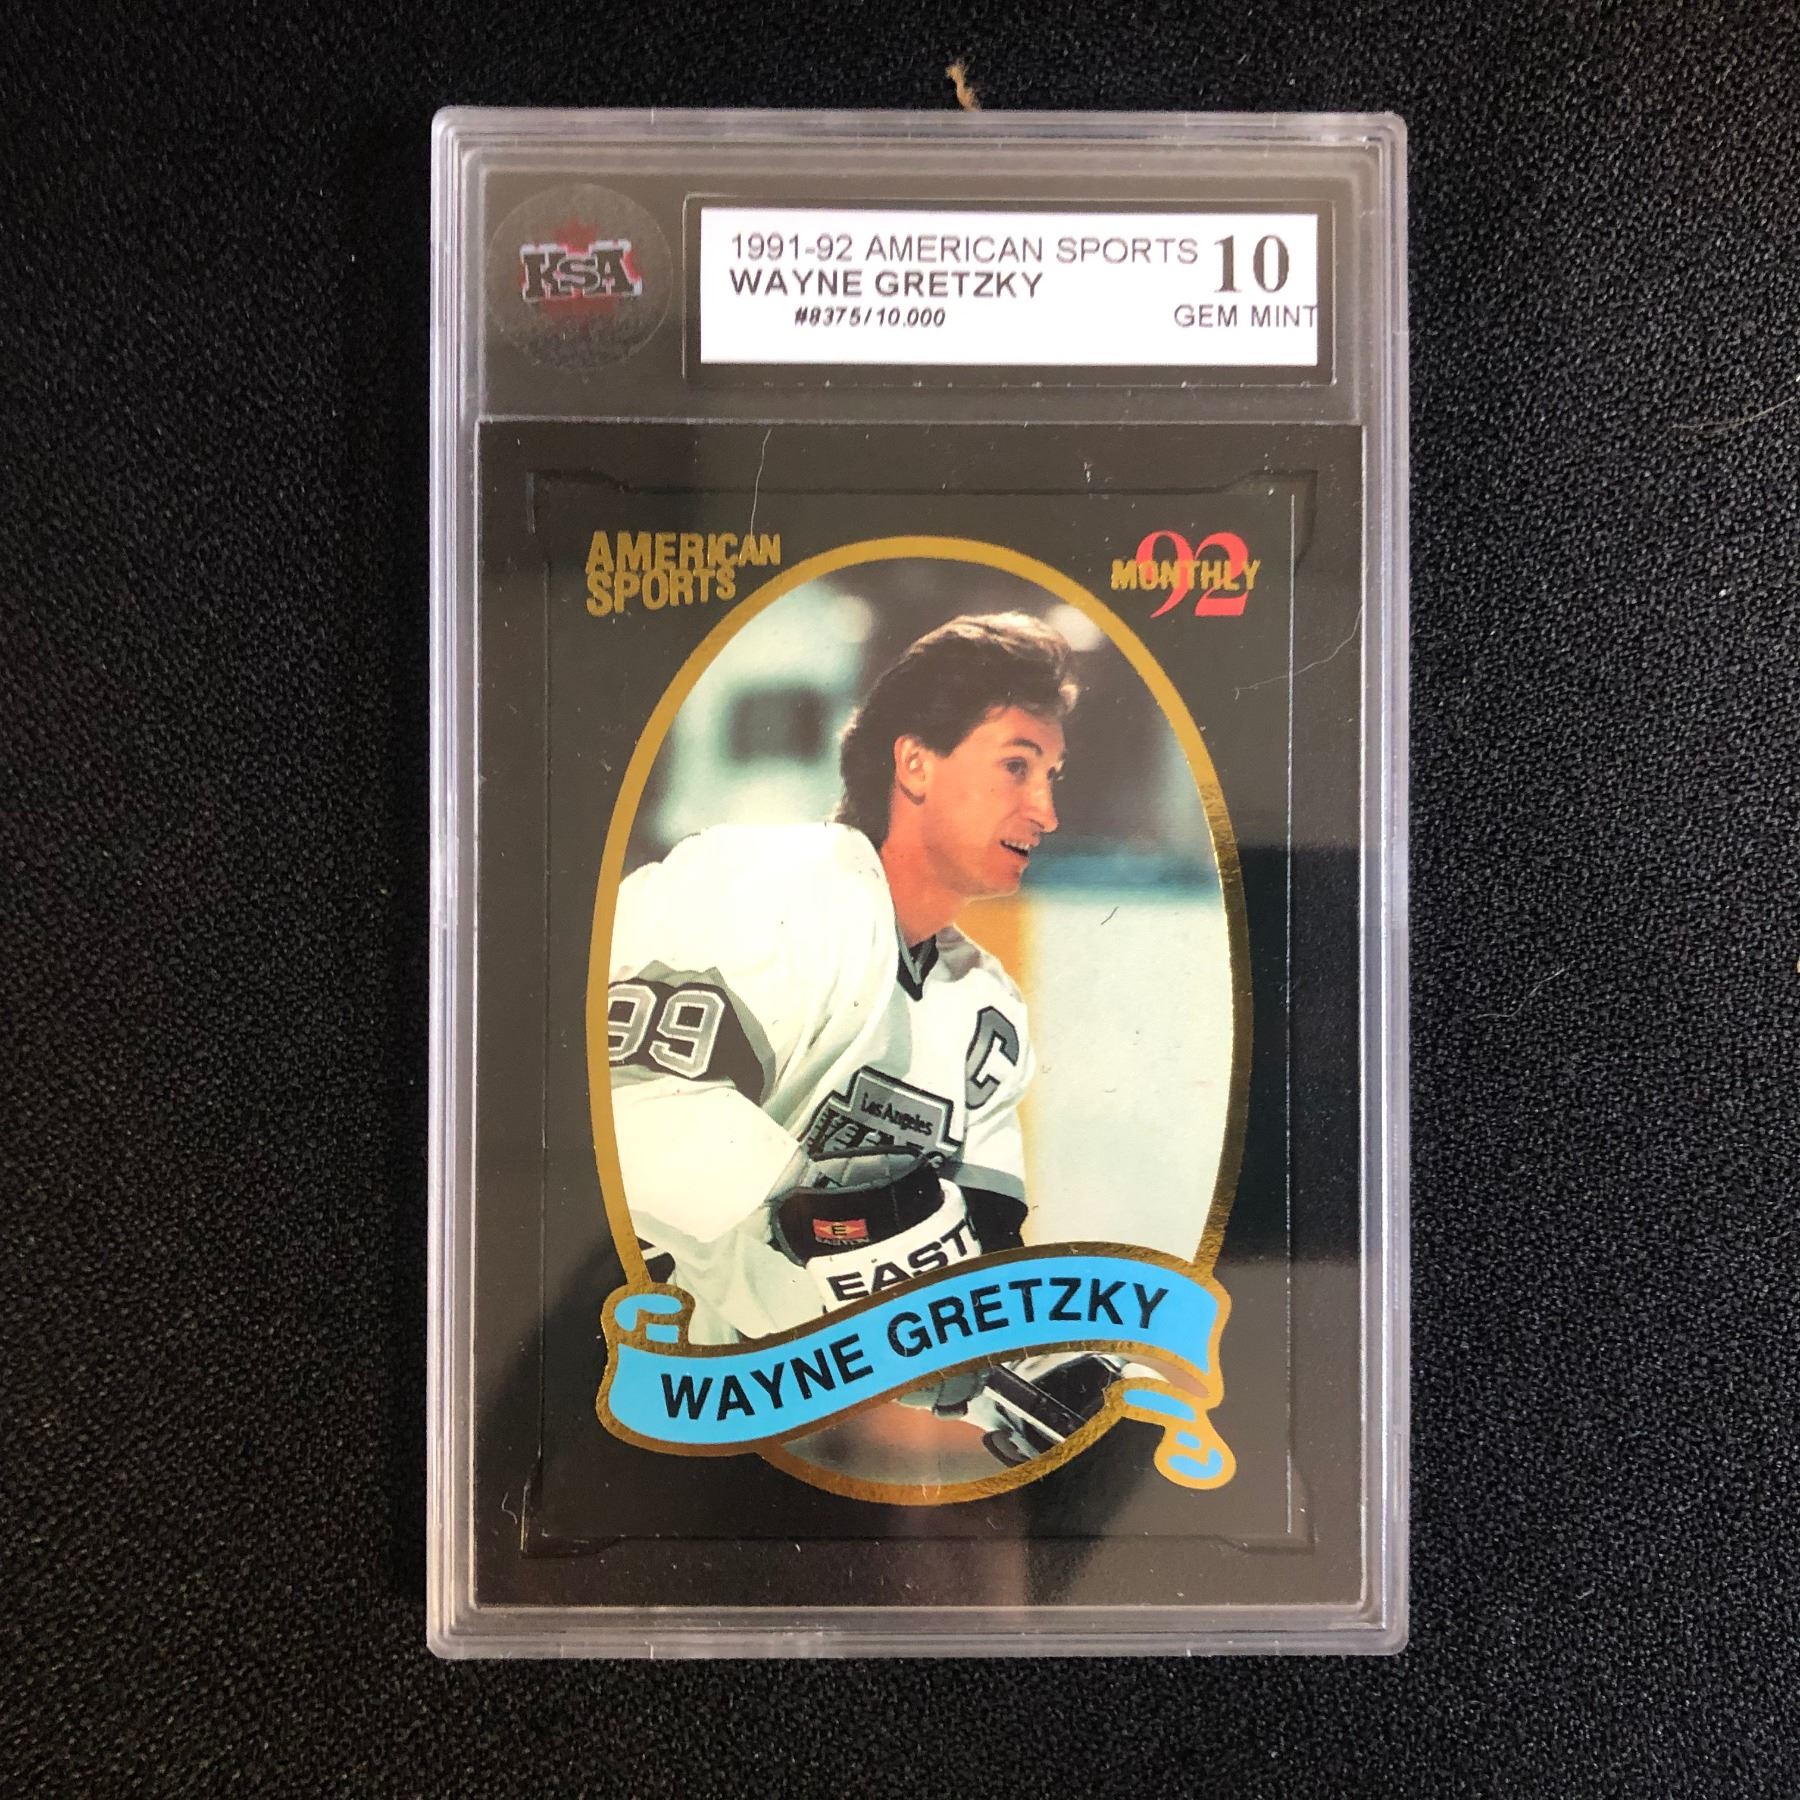 KSA
1991-92 AMERICAN SPORTS 10
WAYNE GRETZKY
#8375/10.000 GEM MINT
AMERICAN
SPORTS
92
MONTHLY
99
C
Los Angeles
E
EASTON
EAST
WAYNE GRETZKY